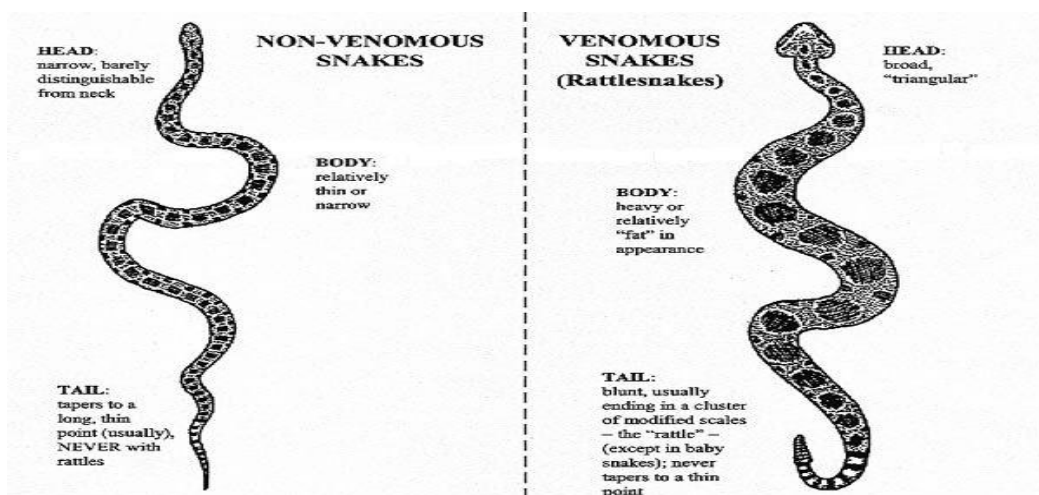 NON-VENOMOUS
SNAKES
HEAD:
narrow, barely
distinguishable
from neck
BODY:
relatively
thin or
narrow
TAIL:
tapers to a
long, thin
point (usually),
NEVER with
rattles
VENOMOUS
SNAKES
(Rattlesnakes)
HEAD:
broad,
“triangular”
BODY:
heavy or
relatively
“fat” in
appearance
TAIL:
blunt, usually
ending in a cluster
of modified scales
– the “rattle” –
(except in baby
snakes); never
tapers to a thin
point